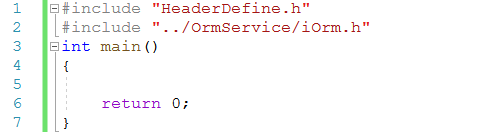 1 #include "HeaderDefine.h"
2 #include "../OrmService/iOrm.h"
3 int main()
4 {
5
6 return 0;
7 }